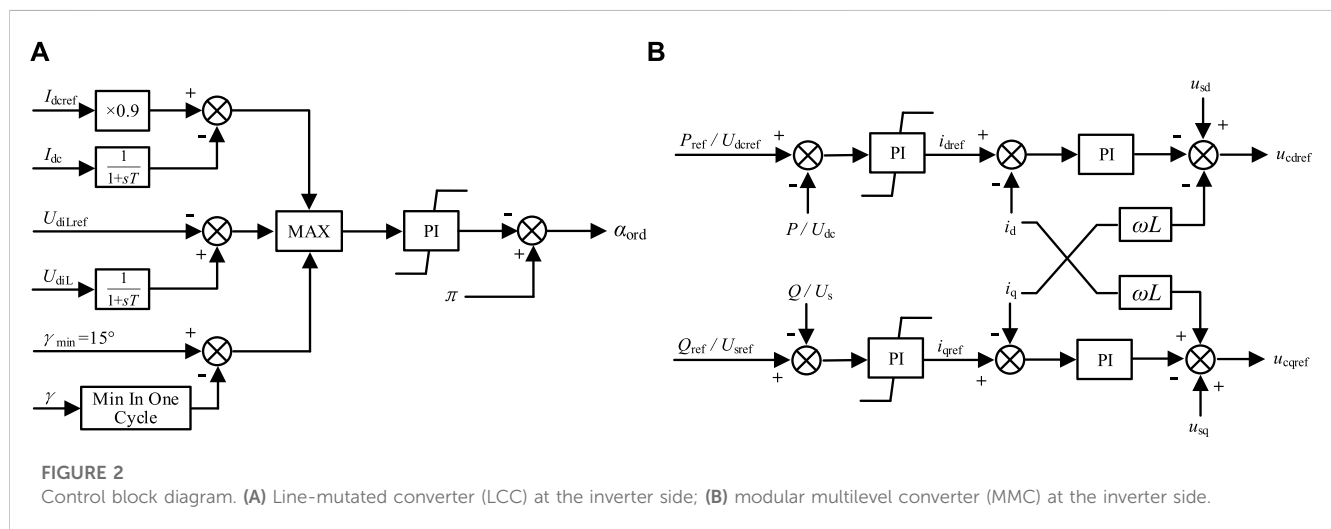 A
I_dcref
×0.9
+
-
I_dc
1
1+sT
U_diLref
-
+
U_diL
1
1+sT
MAX
PI
-
+
α_ord
π
γ_min=15°
+
-
γ
Min In One
Cycle
B
P_ref / U_dcref
+
-
P / U_dc
PI
i_dref
+
-
i_d
PI
u_sd
-
+
-
u_cdref
ωL
i_q
ωL
Q / U_s
-
Q_ref / U_sref
+
PI
i_qref
-
+
PI
+
-
+
u_cqref
u_sq
FIGURE 2
Control block diagram. (A) Line-mutated converter (LCC) at the inverter side; (B) modular multilevel converter (MMC) at the inverter side.